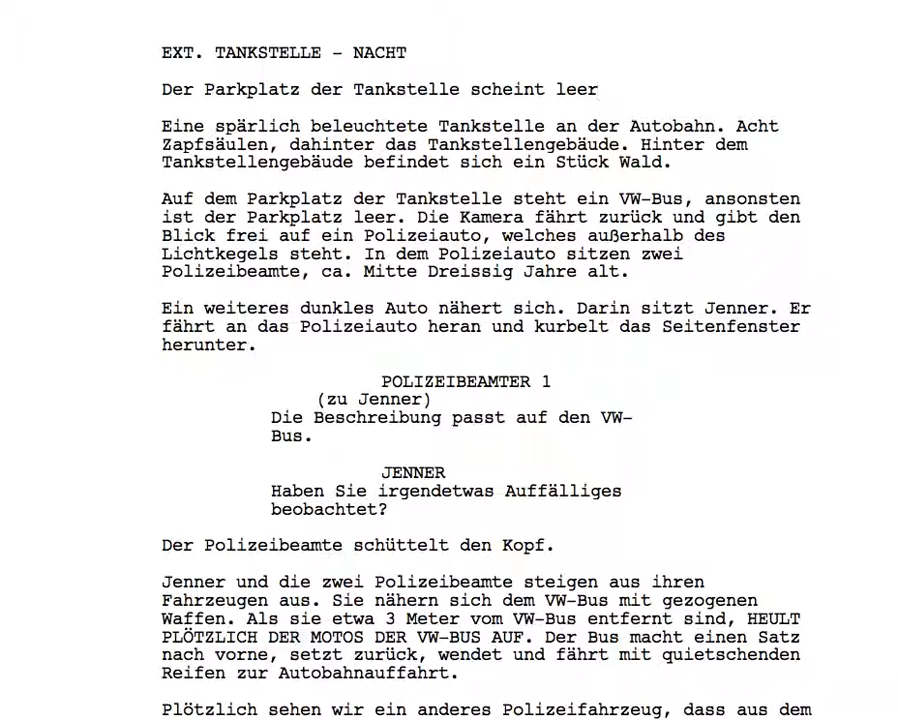 EXT. TANKSTELLE – NACHT
Der Parkplatz der Tankstelle scheint leer
Eine spärlich beleuchtete Tankstelle an der Autobahn. Acht
Zapfsäulen, dahinter das Tankstellengebäude. Hinter dem
Tankstellengebäude befindet sich ein Stück Wald.
Auf dem Parkplatz der Tankstelle steht ein VW–Bus, ansonsten
ist der Parkplatz leer. Die Kamera fährt zurück und gibt den
Blick frei auf ein Polizeiauto, welches außerhalb des
Lichtkegels steht. In dem Polizeiauto sitzen zwei
Polizeibeamte, ca. Mitte Dreissig Jahre alt.
Ein weiteres dunkles Auto nähert sich. Darin sitzt Jenner. Er
fährt an das Polizeiauto heran und kurbelt das Seitenfenster
herunter.
POLIZEIBEAMTER 1
(zu Jenner)
Die Beschreibung passt auf den VW–
Bus.
JENNER
Haben Sie irgendetwas Auffälliges
beobachtet?
Der Polizeibeamte schüttelt den Kopf.
Jenner und die zwei Polizeibeamte steigen aus ihren
Fahrzeugen aus. Sie nähern sich dem VW–Bus mit gezogenen
Waffen. Als sie etwa 3 Meter vom VW–Bus entfernt sind, HEULT
PLÖTZLICH DER MOTOS DER VW–BUS AUF. Der Bus macht einen Satz
nach vorne, setzt zurück, wendet und fährt mit quietschenden
Reifen zur Autobahnauffahrt.
Plötzlich sehen wir ein anderes Polizeifahrzeug, dass aus dem